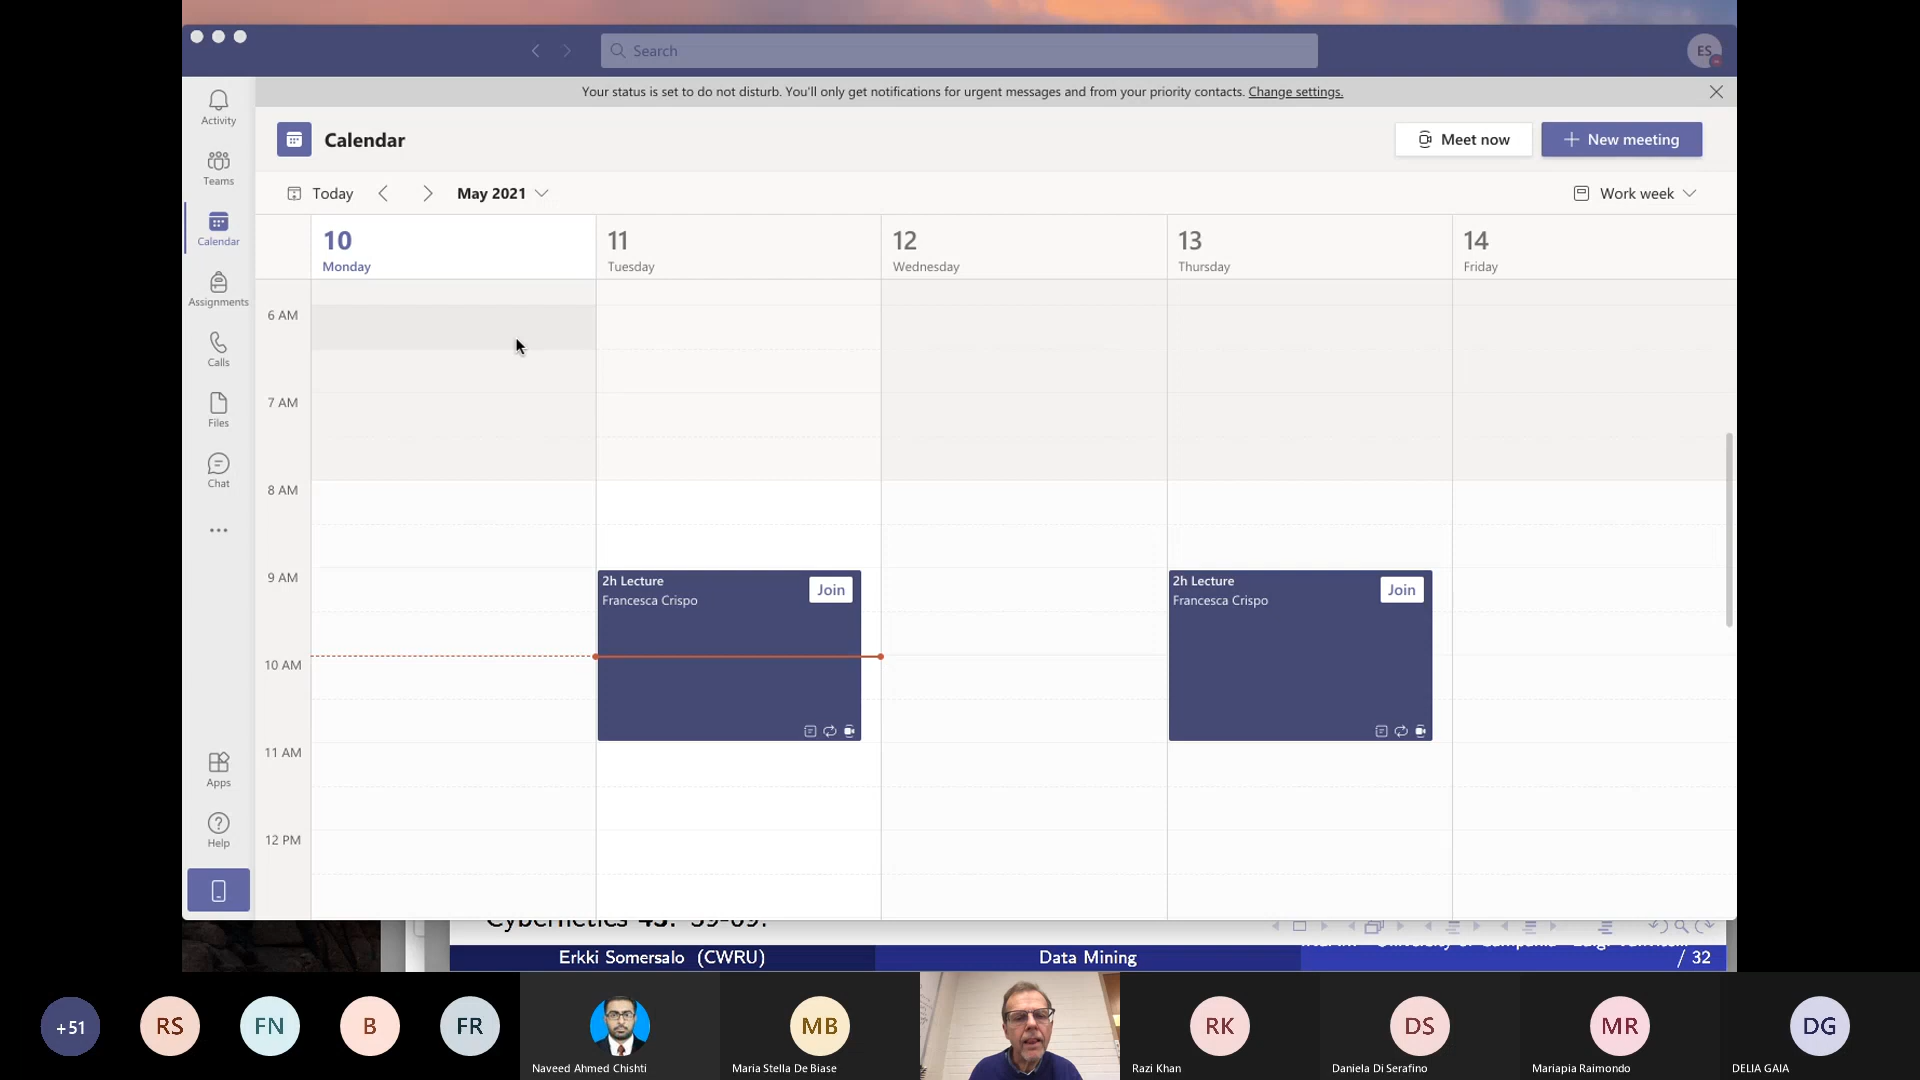 Search
ES
Your status is set to do not disturb. You'll only get notifications for urgent messages and from your priority contacts. Change settings.
Activity
Teams
Calendar
Assignments
Calls
Files
Chat
Apps
Help
Calendar
Meet now
New meeting
Today
May 2021
Work week
10
Monday
11
Tuesday
12
Wednesday
13
Thursday
14
Friday
6 AM
7 AM
8 AM
9 AM
10 AM
11 AM
12 PM
2h Lecture
Join
Francesca Crispo
2h Lecture
Join
Francesca Crispo
Cybernetics 43: 59-69.
Erkki Somersalo (CWRU)
Data Mining
/ 32
+51
RS
FN
B
FR
Naveed Ahmed Chishti
MB
Maria Stella De Biase
RK
Razi Khan
DS
Daniela Di Serafino
MR
Mariapia Raimondo
DG
DELIA GAIA